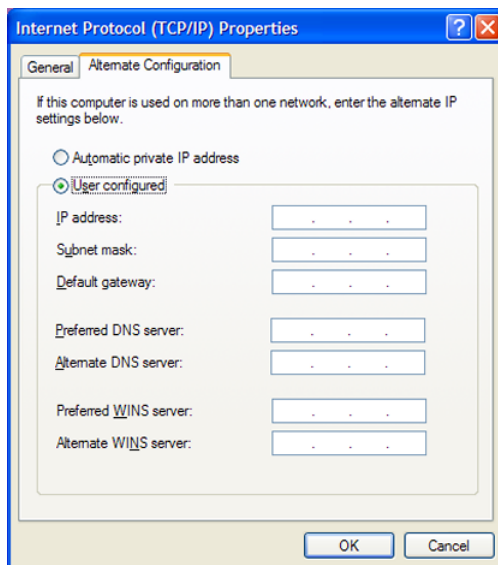 Internet Protocol (TCP/IP) Properties
General
Alternate Configuration
If this computer is used on more than one network, enter the alternate IP
settings below.
Automatic private IP address
User configured
IP address:
. . .
Subnet mask:
. . .
Default gateway:
. . .
Preferred DNS server:
. . .
Alternate DNS server:
. . .
Preferred WINS server:
. . .
Alternate WINS server:
. . .
OK
Cancel